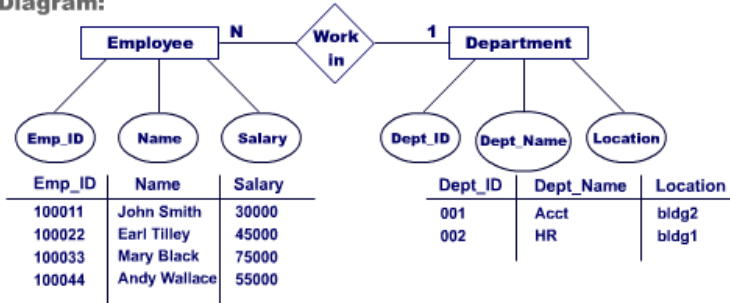 Diagram:
Employee N Work in 1 Department
Emp_ID Name Salary Dept_ID Dept_Name Location
Emp_ID Name Salary Dept_ID Dept_Name Location
100011 John Smith 30000 001 Acct bldg2
100022 Earl Tilley 45000 002 HR bldg1
100033 Mary Black 75000
100044 Andy Wallace 55000